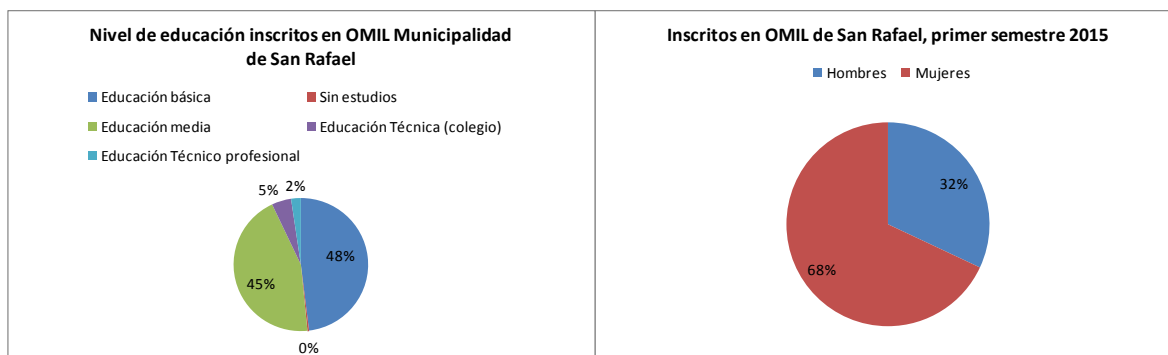 Nivel de educación inscritos en OMIL Municipalidad
de San Rafael
Educación básica
Sin estudios
Educación media
Educación Técnica (colegio)
Educación Técnico profesional
5%
2%
48%
45%
0%
Inscritos en OMIL de San Rafael, primer semestre 2015
Hombres
Mujeres
32%
68%